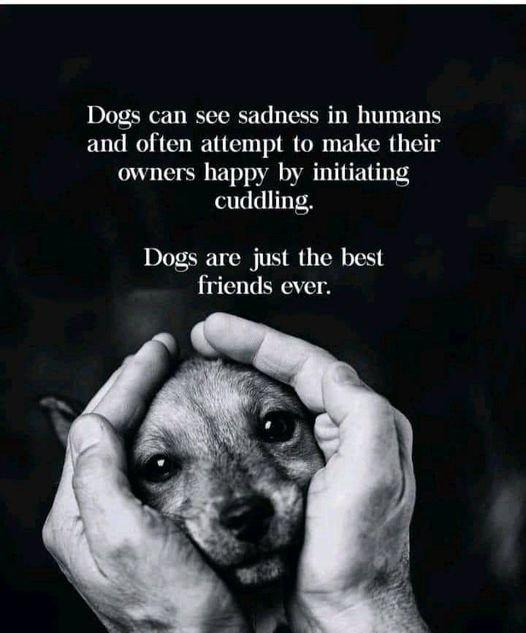 Dogs can see sadness in humans
and often attempt to make their
owners happy by initiating
cuddling.
Dogs are just the best
friends ever.